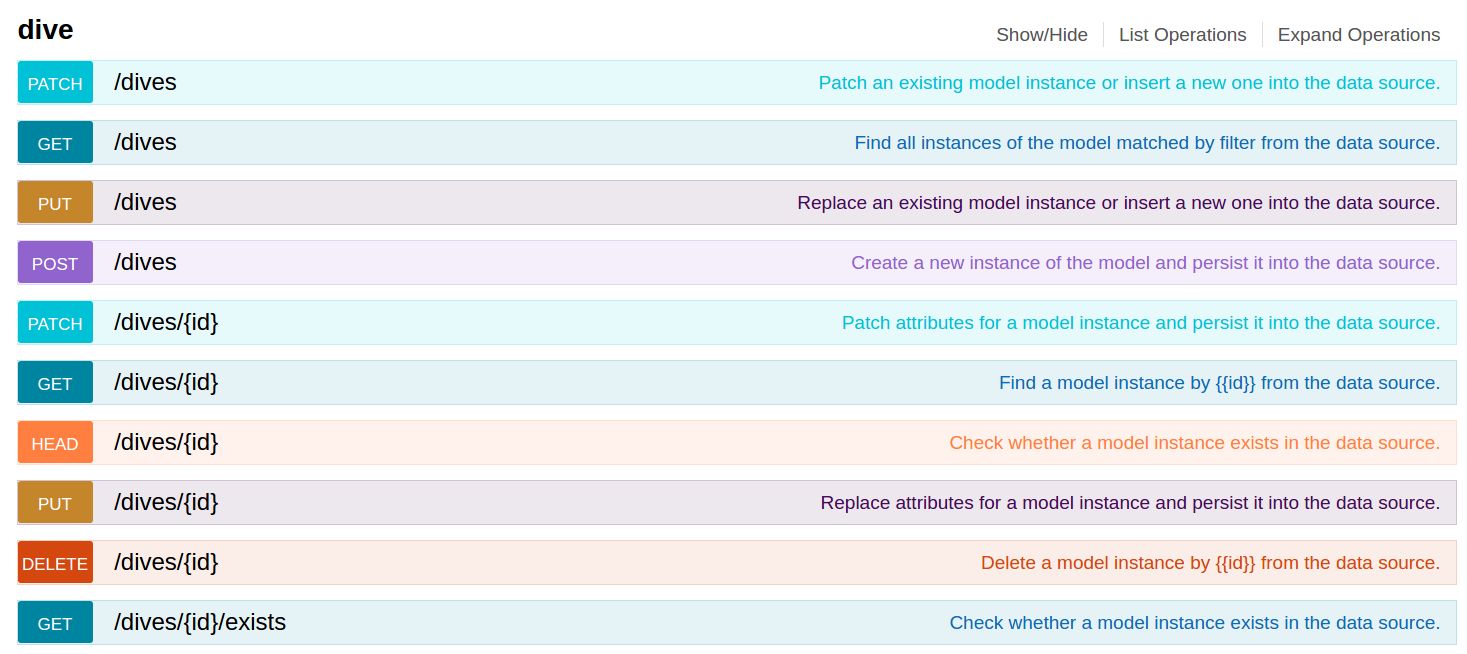 dive Show/Hide List Operations Expand Operations
PATCH /dives Patch an existing model instance or insert a new one into the data source.
GET /dives Find all instances of the model matched by filter from the data source.
PUT /dives Replace an existing model instance or insert a new one into the data source.
POST /dives Create a new instance of the model and persist it into the data source.
PATCH /dives/{id} Patch attributes for a model instance and persist it into the data source.
GET /dives/{id} Find a model instance by {{id}} from the data source.
HEAD /dives/{id} Check whether a model instance exists in the data source.
PUT /dives/{id} Replace attributes for a model instance and persist it into the data source.
DELETE /dives/{id} Delete a model instance by {{id}} from the data source.
GET /dives/{id}/exists Check whether a model instance exists in the data source.